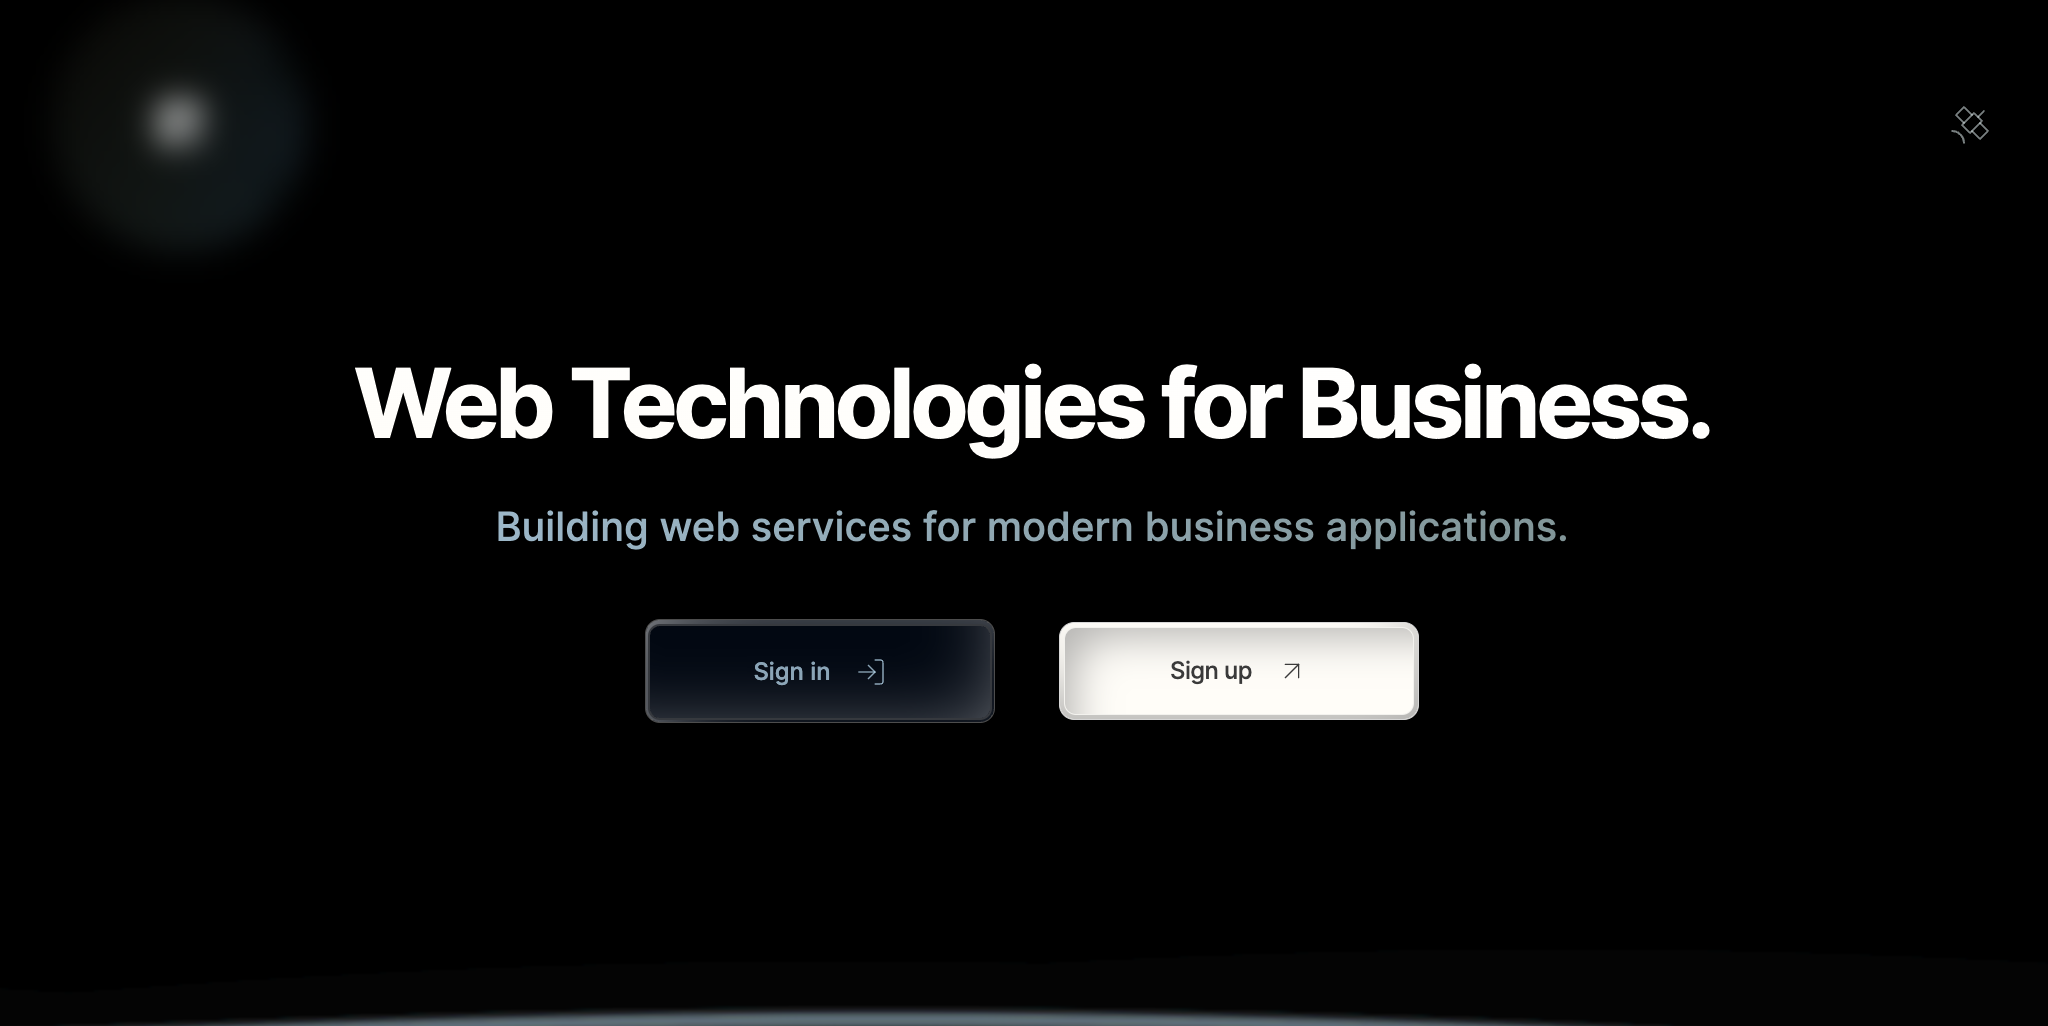 Web Technologies for Business.
Building web services for modern business applications.
Sign in
Sign up